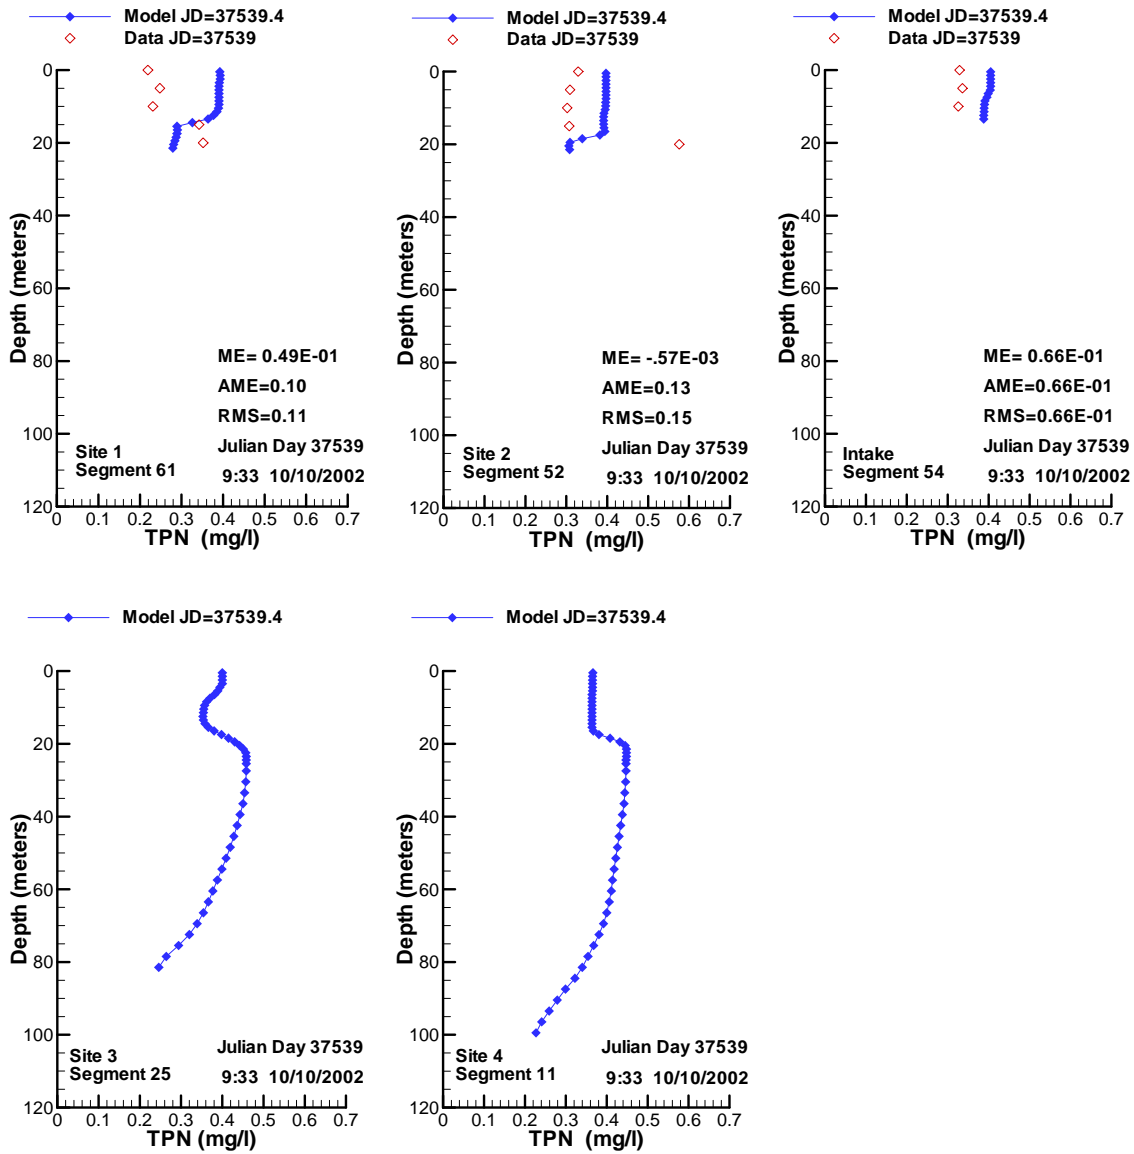 Model JD=37539.4
Data JD=37539
0
20
40
60
80
100
120
Depth (meters)
ME= 0.49E-01
AME=0.10
RMS=0.11
Julian Day 37539
9:33 10/10/2002
Site 1
Segment 61
0 0.1 0.2 0.3 0.4 0.5 0.6 0.7
TPN (mg/l)
Model JD=37539.4
Data JD=37539
0
20
40
60
80
100
120
Depth (meters)
ME= -.57E-03
AME=0.13
RMS=0.15
Julian Day 37539
9:33 10/10/2002
Site 2
Segment 52
0 0.1 0.2 0.3 0.4 0.5 0.6 0.7
TPN (mg/l)
Model JD=37539.4
Data JD=37539
0
20
40
60
80
100
120
Depth (meters)
ME= 0.66E-01
AME=0.66E-01
RMS=0.66E-01
Julian Day 37539
9:33 10/10/2002
Intake
Segment 54
0 0.1 0.2 0.3 0.4 0.5 0.6 0.7
TPN (mg/l)
Model JD=37539.4
0
20
40
60
80
100
120
Depth (meters)
Julian Day 37539
9:33 10/10/2002
Site 3
Segment 25
0 0.1 0.2 0.3 0.4 0.5 0.6 0.7
TPN (mg/l)
Model JD=37539.4
0
20
40
60
80
100
120
Depth (meters)
Julian Day 37539
9:33 10/10/2002
Site 4
Segment 11
0 0.1 0.2 0.3 0.4 0.5 0.6 0.7
TPN (mg/l)